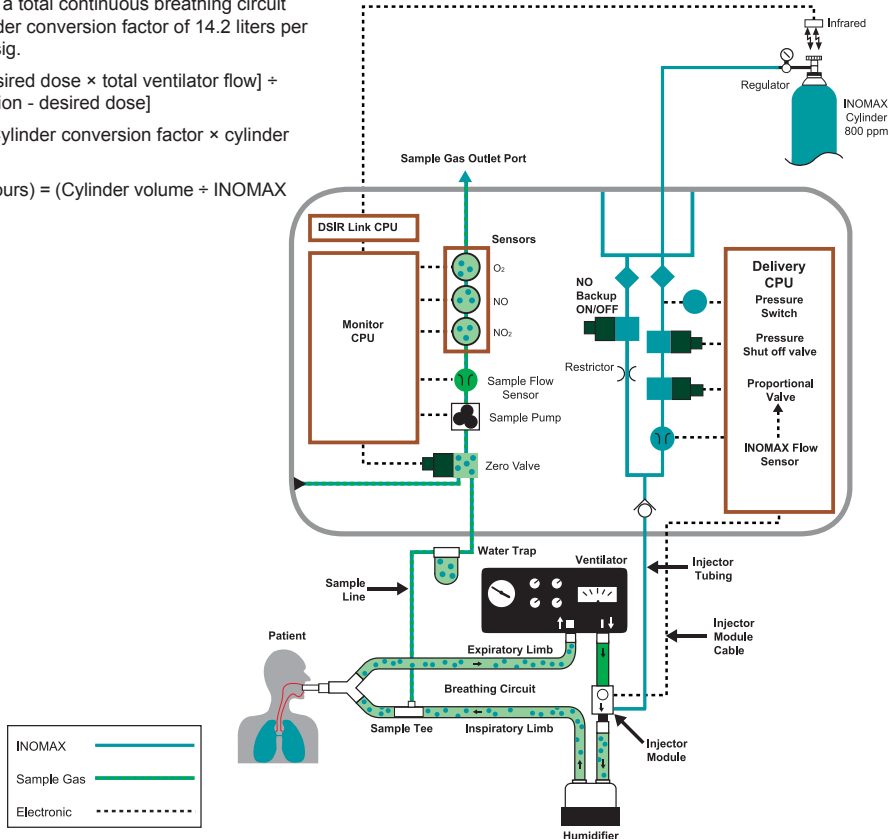 a total continuous breathing circuit
der conversion factor of 14.2 liters per
sig.
sired dose × total ventilator flow] ÷
ion - desired dose]
Cylinder conversion factor × cylinder
ours) = (Cylinder volume ÷ INOMAX
Infrared
Regulator
INOMAX
Cylinder
800 ppm
Sample Gas Outlet Port
DSIR Link CPU
Sensors
Monitor
CPU
O₂
NO
NO₂
Sample Flow
Sensor
Sample Pump
Zero Valve
NO
Backup
ON/OFF
Restrictor
Delivery
CPU
Pressure
Switch
Pressure
Shut off valve
Proportional
Valve
INOMAX Flow
Sensor
Water Trap
Sample
Line
Ventilator
Injector
Tubing
Injector
Module
Cable
Patient
Expiratory Limb
Breathing Circuit
Sample Tee
Inspiratory Limb
Injector
Module
Humidifier
INOMAX
Sample Gas
Electronic